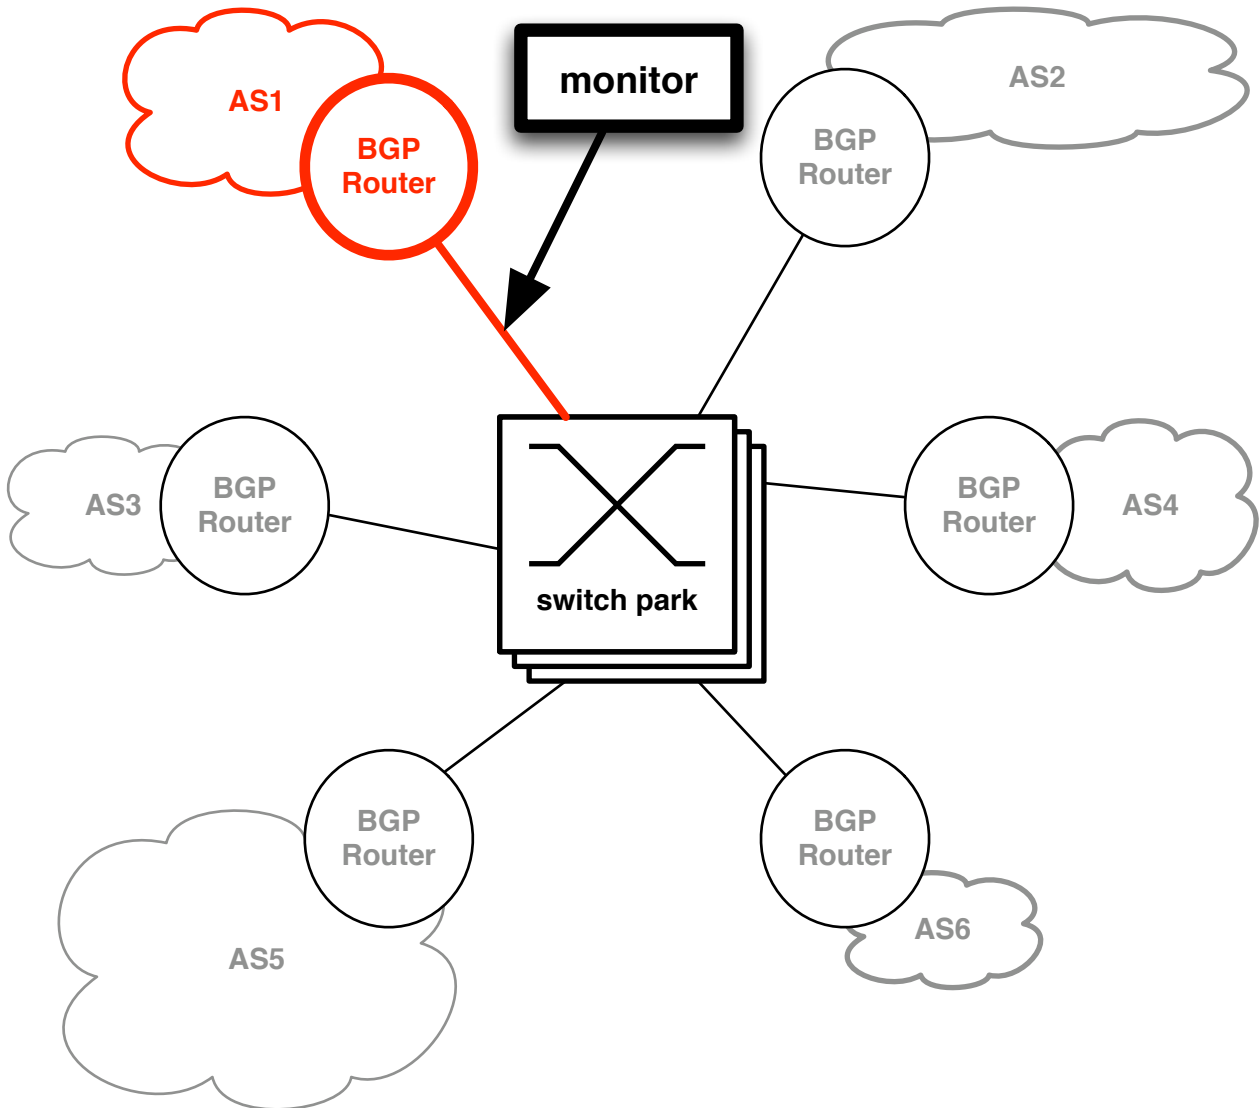 monitor
AS1
BGP
Router
AS2
BGP
Router
AS3
BGP
Router
BGP
Router
AS4
switch park
BGP
Router
AS5
BGP
Router
AS6